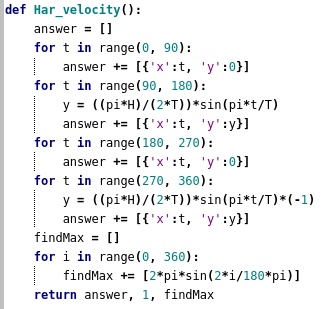 def Har_velocity():
    answer = []
    for t in range(0, 90):
        answer += [{'x':t, 'y':0}]
    for t in range(90, 180):
        y = ((pi*H)/(2*T))*sin(pi*t/T)
        answer += [{'x':t, 'y':y}]
    for t in range(180, 270):
        answer += [{'x':t, 'y':0}]
    for t in range(270, 360):
        y = ((pi*H)/(2*T))*sin(pi*t/T)*(-1)
        answer += [{'x':t, 'y':y}]
    findMax = []
    for i in range(0, 360):
        findMax += [2*pi*sin(2*i/180*pi)]
    return answer, 1, findMax